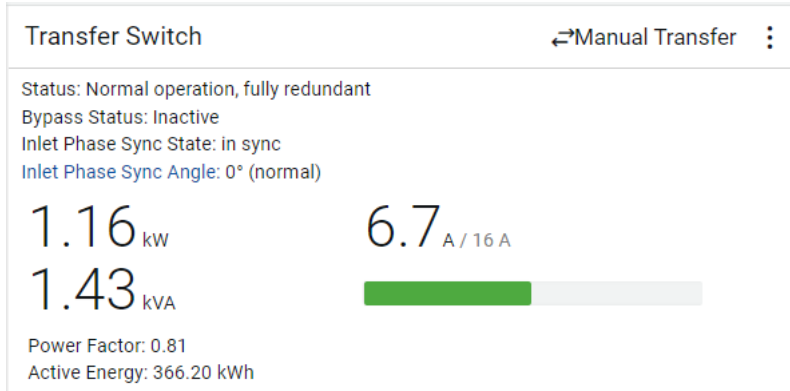 Transfer Switch
Manual Transfer
Status: Normal operation, fully redundant
Bypass Status: Inactive
Inlet Phase Sync State: in sync
Inlet Phase Sync Angle: 0° (normal)
1.16 kW
6.7 A / 16 A
1.43 kVA
Power Factor: 0.81
Active Energy: 366.20 kWh